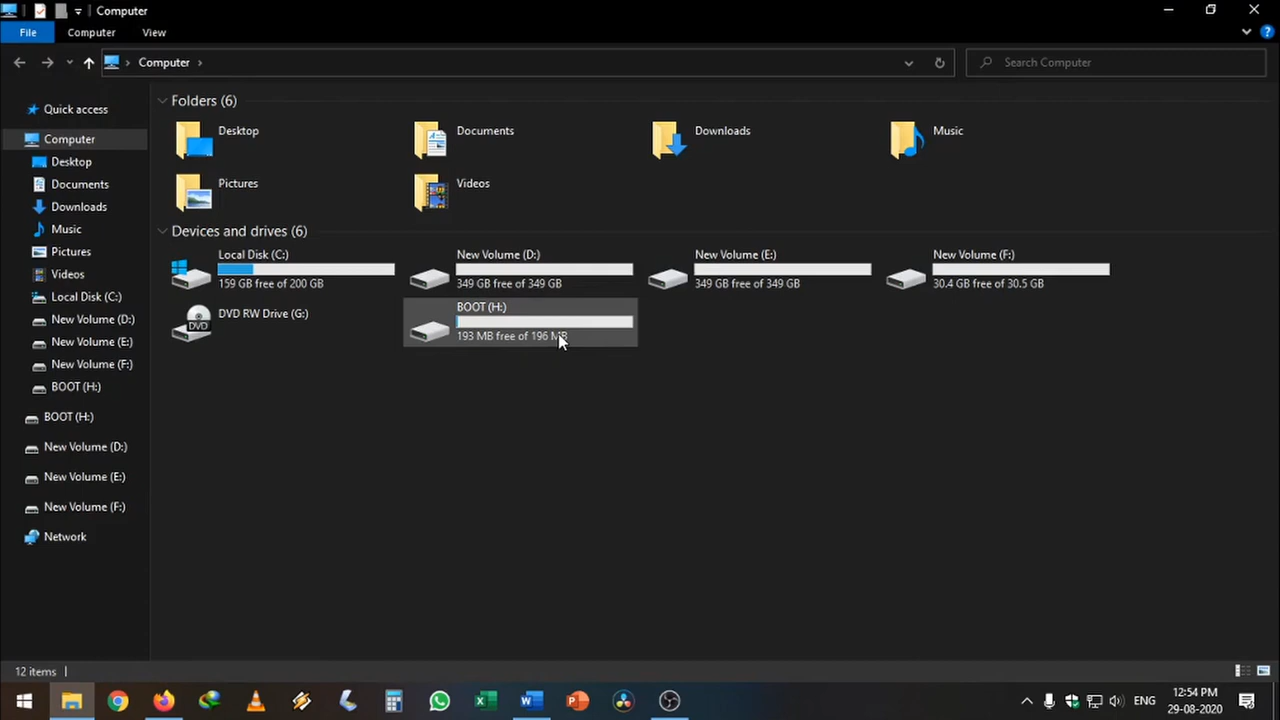 Computer
File
Computer
View
Computer
Search Computer
Quick access
Computer
Desktop
Documents
Downloads
Music
Pictures
Videos
Local Disk (C:)
New Volume (D:)
New Volume (E:)
New Volume (F:)
BOOT (H:)
BOOT (H:)
New Volume (D:)
New Volume (E:)
New Volume (F:)
Network
Folders (6)
Desktop
Documents
Downloads
Music
Pictures
Videos
Devices and drives (6)
Local Disk (C:)
159 GB free of 200 GB
New Volume (D:)
349 GB free of 349 GB
New Volume (E:)
349 GB free of 349 GB
New Volume (F:)
30.4 GB free of 30.5 GB
DVD RW Drive (G:)
DVD
BOOT (H:)
193 MB free of 196 MB
12 items
ENG
12:54 PM
29-08-2020